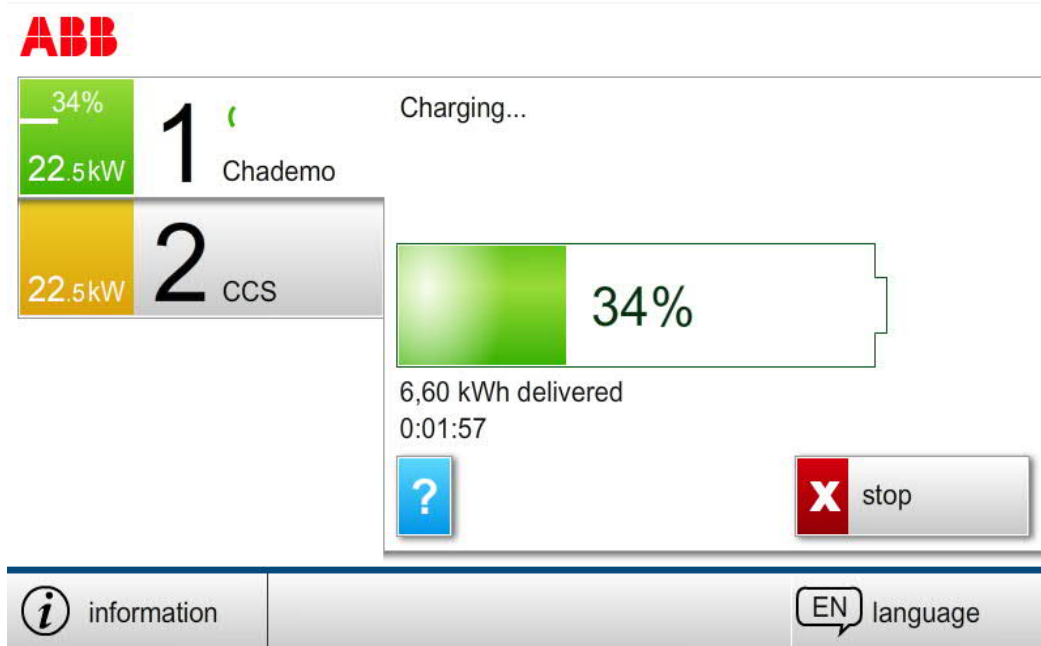 ABB
34%
22.5kW
1
Chademo
22.5kW
2
CCS
Charging...
34%
6,60 kWh delivered
0:01:57
?
X stop
i information
EN language